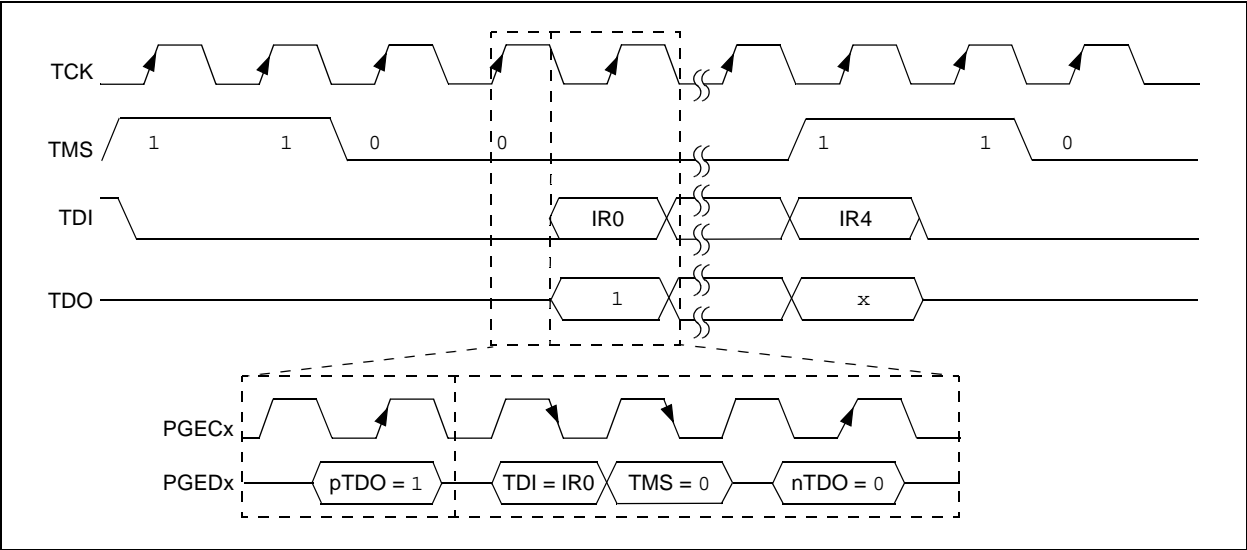 TCK
TMS 1 1 0 0 1 1 0
TDI IR0 IR4
TDO 1 x
PGECx
PGEDx pTDO = 1 TDI = IR0 TMS = 0 nTDO = 0